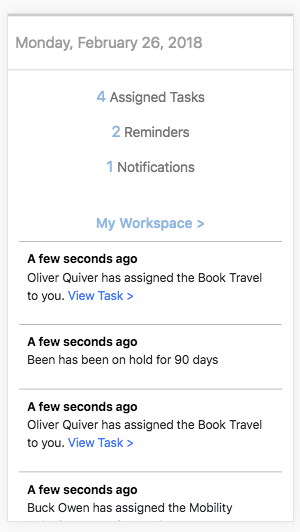 Monday, February 26, 2018
4 Assigned Tasks
2 Reminders
1 Notifications
My Workspace >
A few seconds ago
Oliver Quiver has assigned the Book Travel
to you. View Task >
A few seconds ago
Been has been on hold for 90 days
A few seconds ago
Oliver Quiver has assigned the Book Travel
to you. View Task >
A few seconds ago
Buck Owen has assigned the Mobility